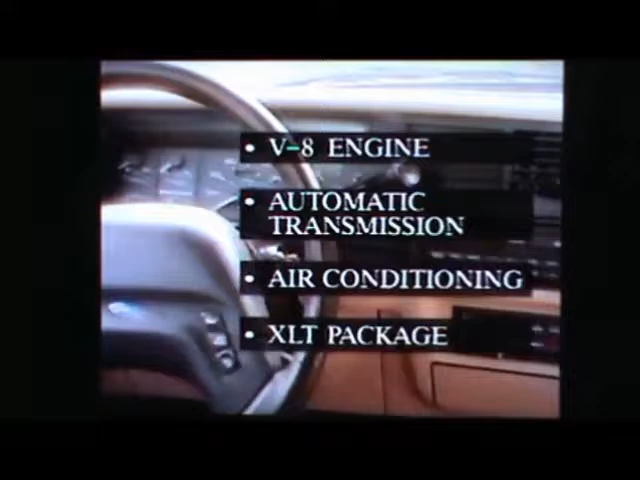 • V-8 ENGINE
• AUTOMATIC
TRANSMISSION
• AIR CONDITIONING
• XLT PACKAGE